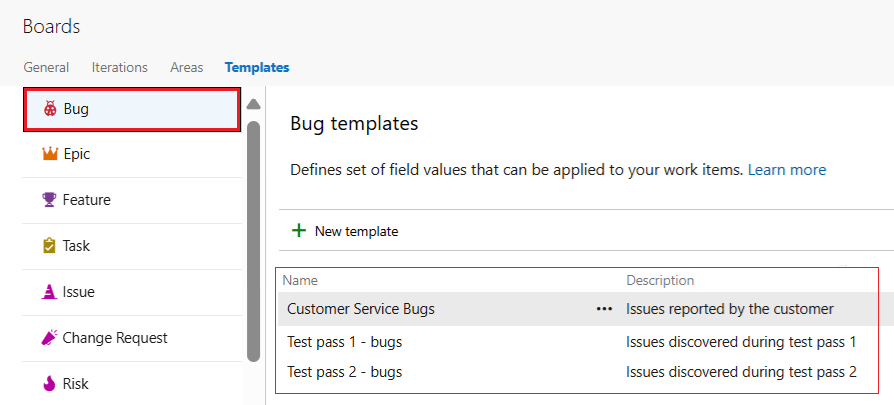 Boards
General Iterations Areas Templates
Bug
Epic
Feature
Task
Issue
Change Request
Risk
Bug templates
Defines set of field values that can be applied to your work items. Learn more
+ New template
Name Description
Customer Service Bugs ••• Issues reported by the customer
Test pass 1 - bugs Issues discovered during test pass 1
Test pass 2 - bugs Issues discovered during test pass 2